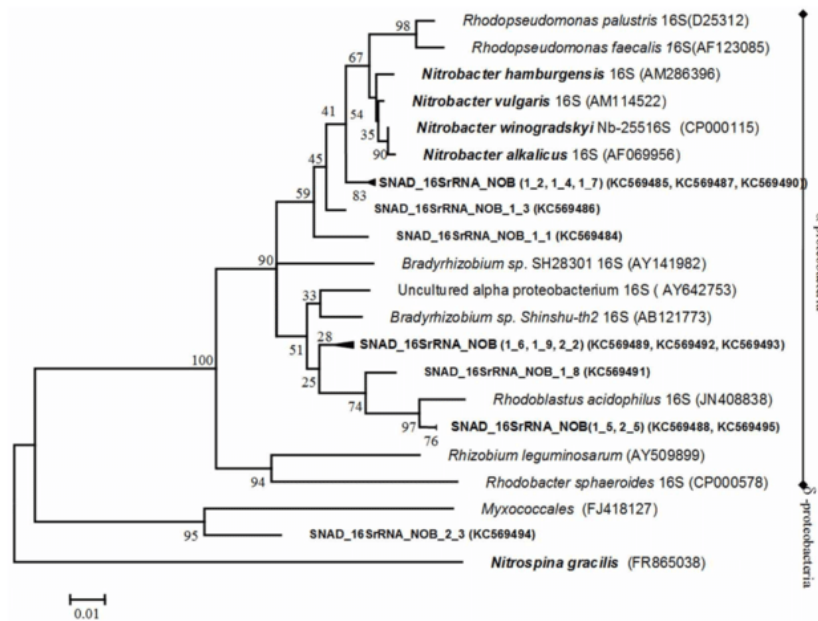 98
Rhodopseudomonas palustris 16S(D25312)
Rhodopseudomonas faecalis 16S(AF123085)
67
Nitrobacter hamburgensis 16S (AM286396)
Nitrobacter vulgaris 16S (AM114522)
41
54
Nitrobacter winogradskyi Nb-25516S (CP000115)
35
90
Nitrobacter alkalicus 16S (AF069956)
45
SNAD_16SrRNA_NOB (1_2, 1_4, 1_7) (KC569485, KC569487, KC569490))
83
59
SNAD_16SrRNA_NOB_1_3 (KC569486)
SNAD_16SrRNA_NOB_1_1 (KC569484)
90
Bradyrhizobium sp. SH28301 16S (AY141982)
33
Uncultured alpha proteobacterium 16S ( AY642753)
Bradyrhizobium sp. Shinshu-th2 16S (AB121773)
51
28
SNAD_16SrRNA_NOB (1_6, 1_9, 2_2) (KC569489, KC569492, KC569493)
100
25
SNAD_16SrRNA_NOB_1_8 (KC569491)
74
Rhodoblastus acidophilus 16S (JN408838)
97
SNAD_16SrRNA_NOB(1_5, 2_5) (KC569488, KC569495)
76
Rhizobium leguminosarum (AY509899)
94
Rhodobacter sphaeroides 16S (CP000578)
Myxococcales (FJ418127)
95
SNAD_16SrRNA_NOB_2_3 (KC569494)
Nitrospina gracilis (FR865038)
δ -proteobacteria
0.01